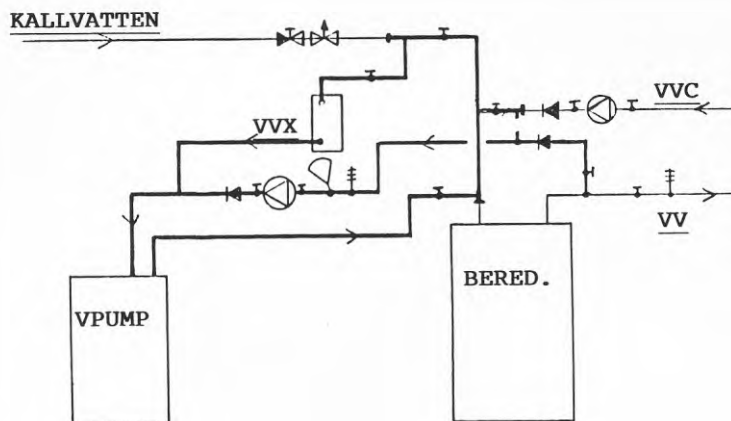 KALLVATTEN
VVC
VVX
VV
BERED.
VPUMP